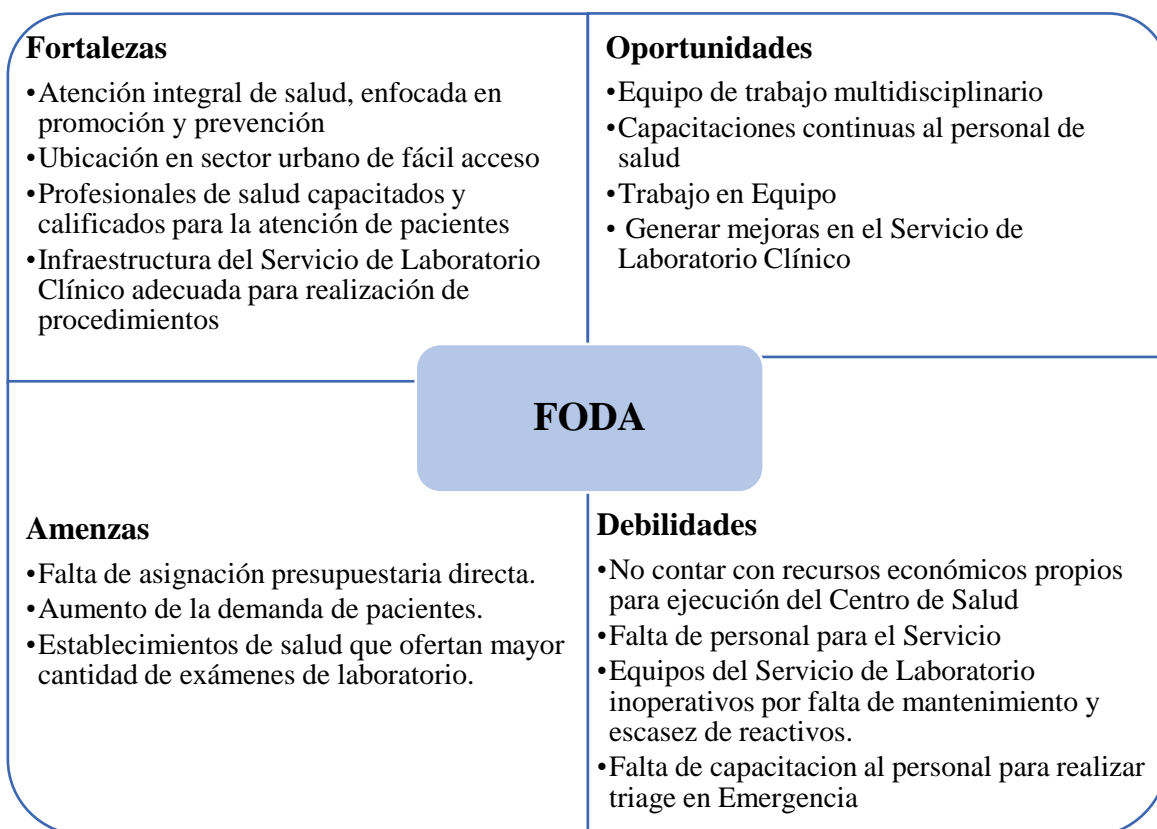 Fortalezas
•Atención integral de salud, enfocada en
promoción y prevención
•Ubicación en sector urbano de fácil acceso
•Profesionales de salud capacitados y
calificados para la atención de pacientes
•Infraestructura del Servicio de Laboratorio
Clínico adecuada para realización de
procedimientos
Oportunidades
•Equipo de trabajo multidisciplinario
•Capacitaciones continuas al personal de
salud
•Trabajo en Equipo
• Generar mejoras en el Servicio de
Laboratorio Clínico
FODA
Amenzas
•Falta de asignación presupuestaria directa.
•Aumento de la demanda de pacientes.
•Establecimientos de salud que ofertan mayor
cantidad de exámenes de laboratorio.
Debilidades
•No contar con recursos económicos propios
para ejecución del Centro de Salud
•Falta de personal para el Servicio
•Equipos del Servicio de Laboratorio
inoperativos por falta de mantenimiento y
escasez de reactivos.
•Falta de capacitacion al personal para realizar
triage en Emergencia